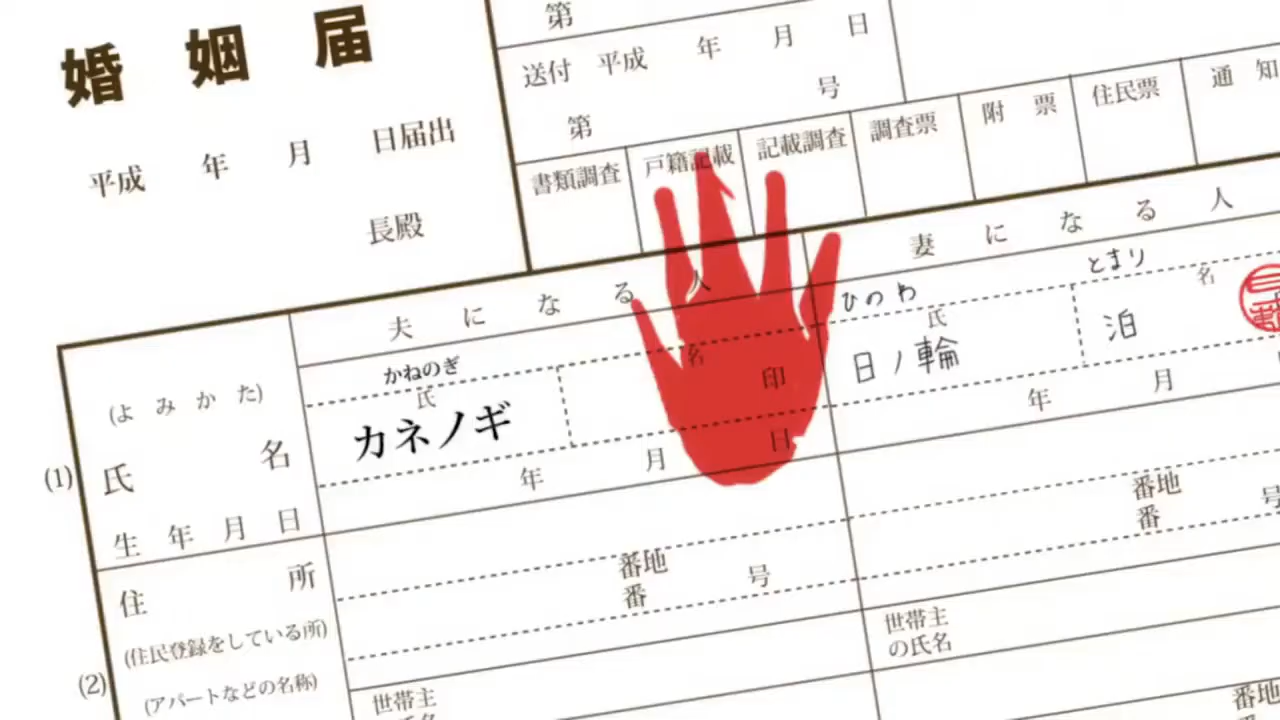 婚姻届
平成 年 月 日届出
長殿
第
送付 平成 年 月 日
第 号
書類調査 戸籍記載 記載調査 調査票 附票 住民票 通知
夫になる人 妻になる人
(よみかた) かねのぎ ひのわ とまり
氏 名 氏 名
(1) 氏名 カネノギ 印 日ノ輪 泊
生年月日 年 月 日 年 月
住所
番地 番地
番 号 番 号
(2) (住民登録をしている所)
(アパートなどの名称)
世帯主 世帯主
の氏名
番地